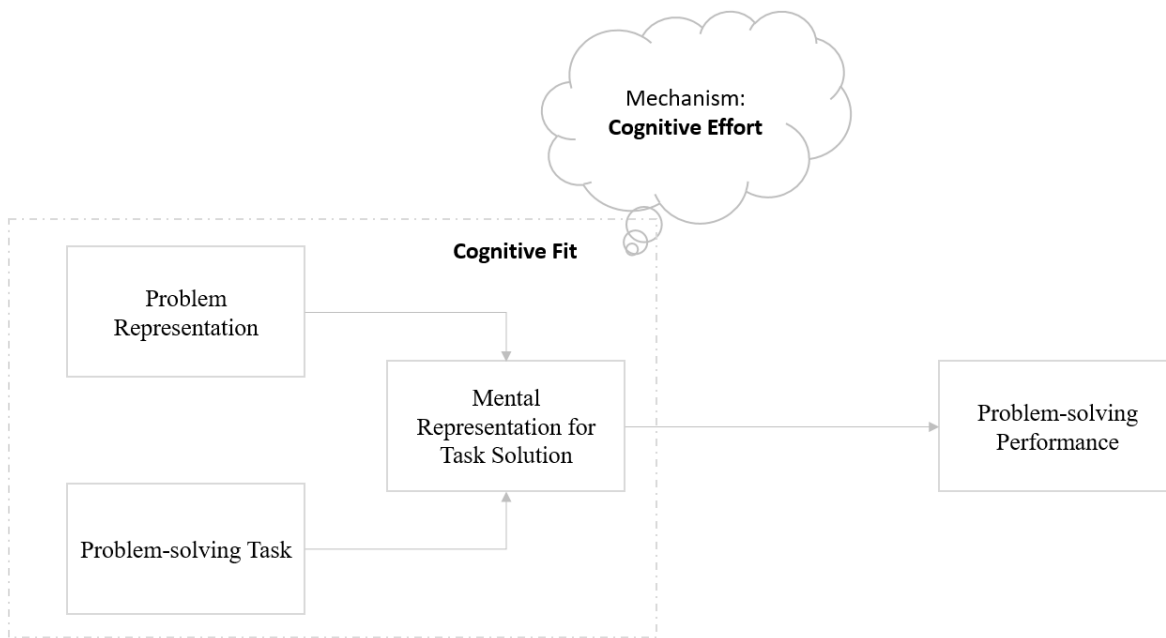 Mechanism:
Cognitive Effort
Cognitive Fit
Problem
Representation
Mental
Representation for
Task Solution
Problem-solving
Performance
Problem-solving Task